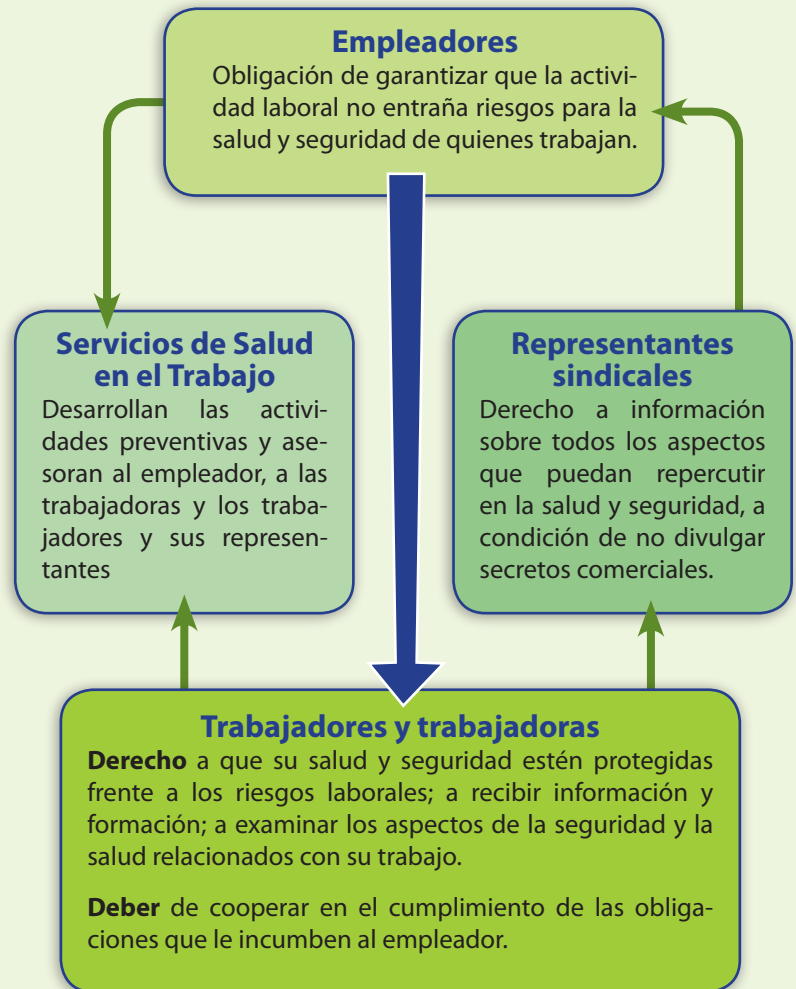 Empleadores
Obligación de garantizar que la activi-
dad laboral no entraña riesgos para la
salud y seguridad de quienes trabajan.
Servicios de Salud
en el Trabajo
Desarrollan las activi-
dades preventivas y ase-
soran al empleador, a las
trabajadoras y los traba-
jadores y sus represen-
tantes
Representantes
sindicales
Derecho a información
sobre todos los aspectos
que puedan repercutir
en la salud y seguridad, a
condición de no divulgar
secretos comerciales.
Trabajadores y trabajadoras
Derecho a que su salud y seguridad estén protegidas
frente a los riesgos laborales; a recibir información y
formación; a examinar los aspectos de la seguridad y la
salud relacionados con su trabajo.
Deber de cooperar en el cumplimiento de las obliga-
ciones que le incumben al empleador.